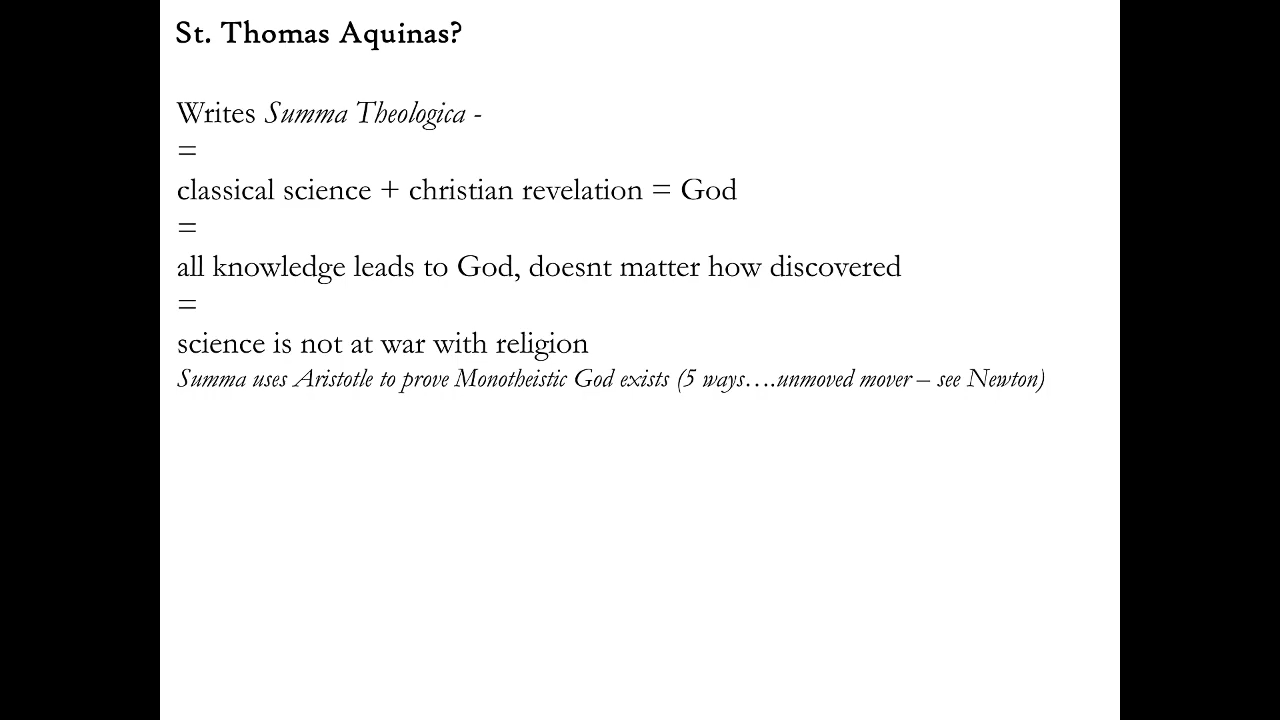 St. Thomas Aquinas?
Writes Summa Theologica -
=
classical science + christian revelation = God
=
all knowledge leads to God, doesnt matter how discovered
=
science is not at war with religion
Summa uses Aristotle to prove Monotheistic God exists (5 ways....unmoved mover – see Newton)